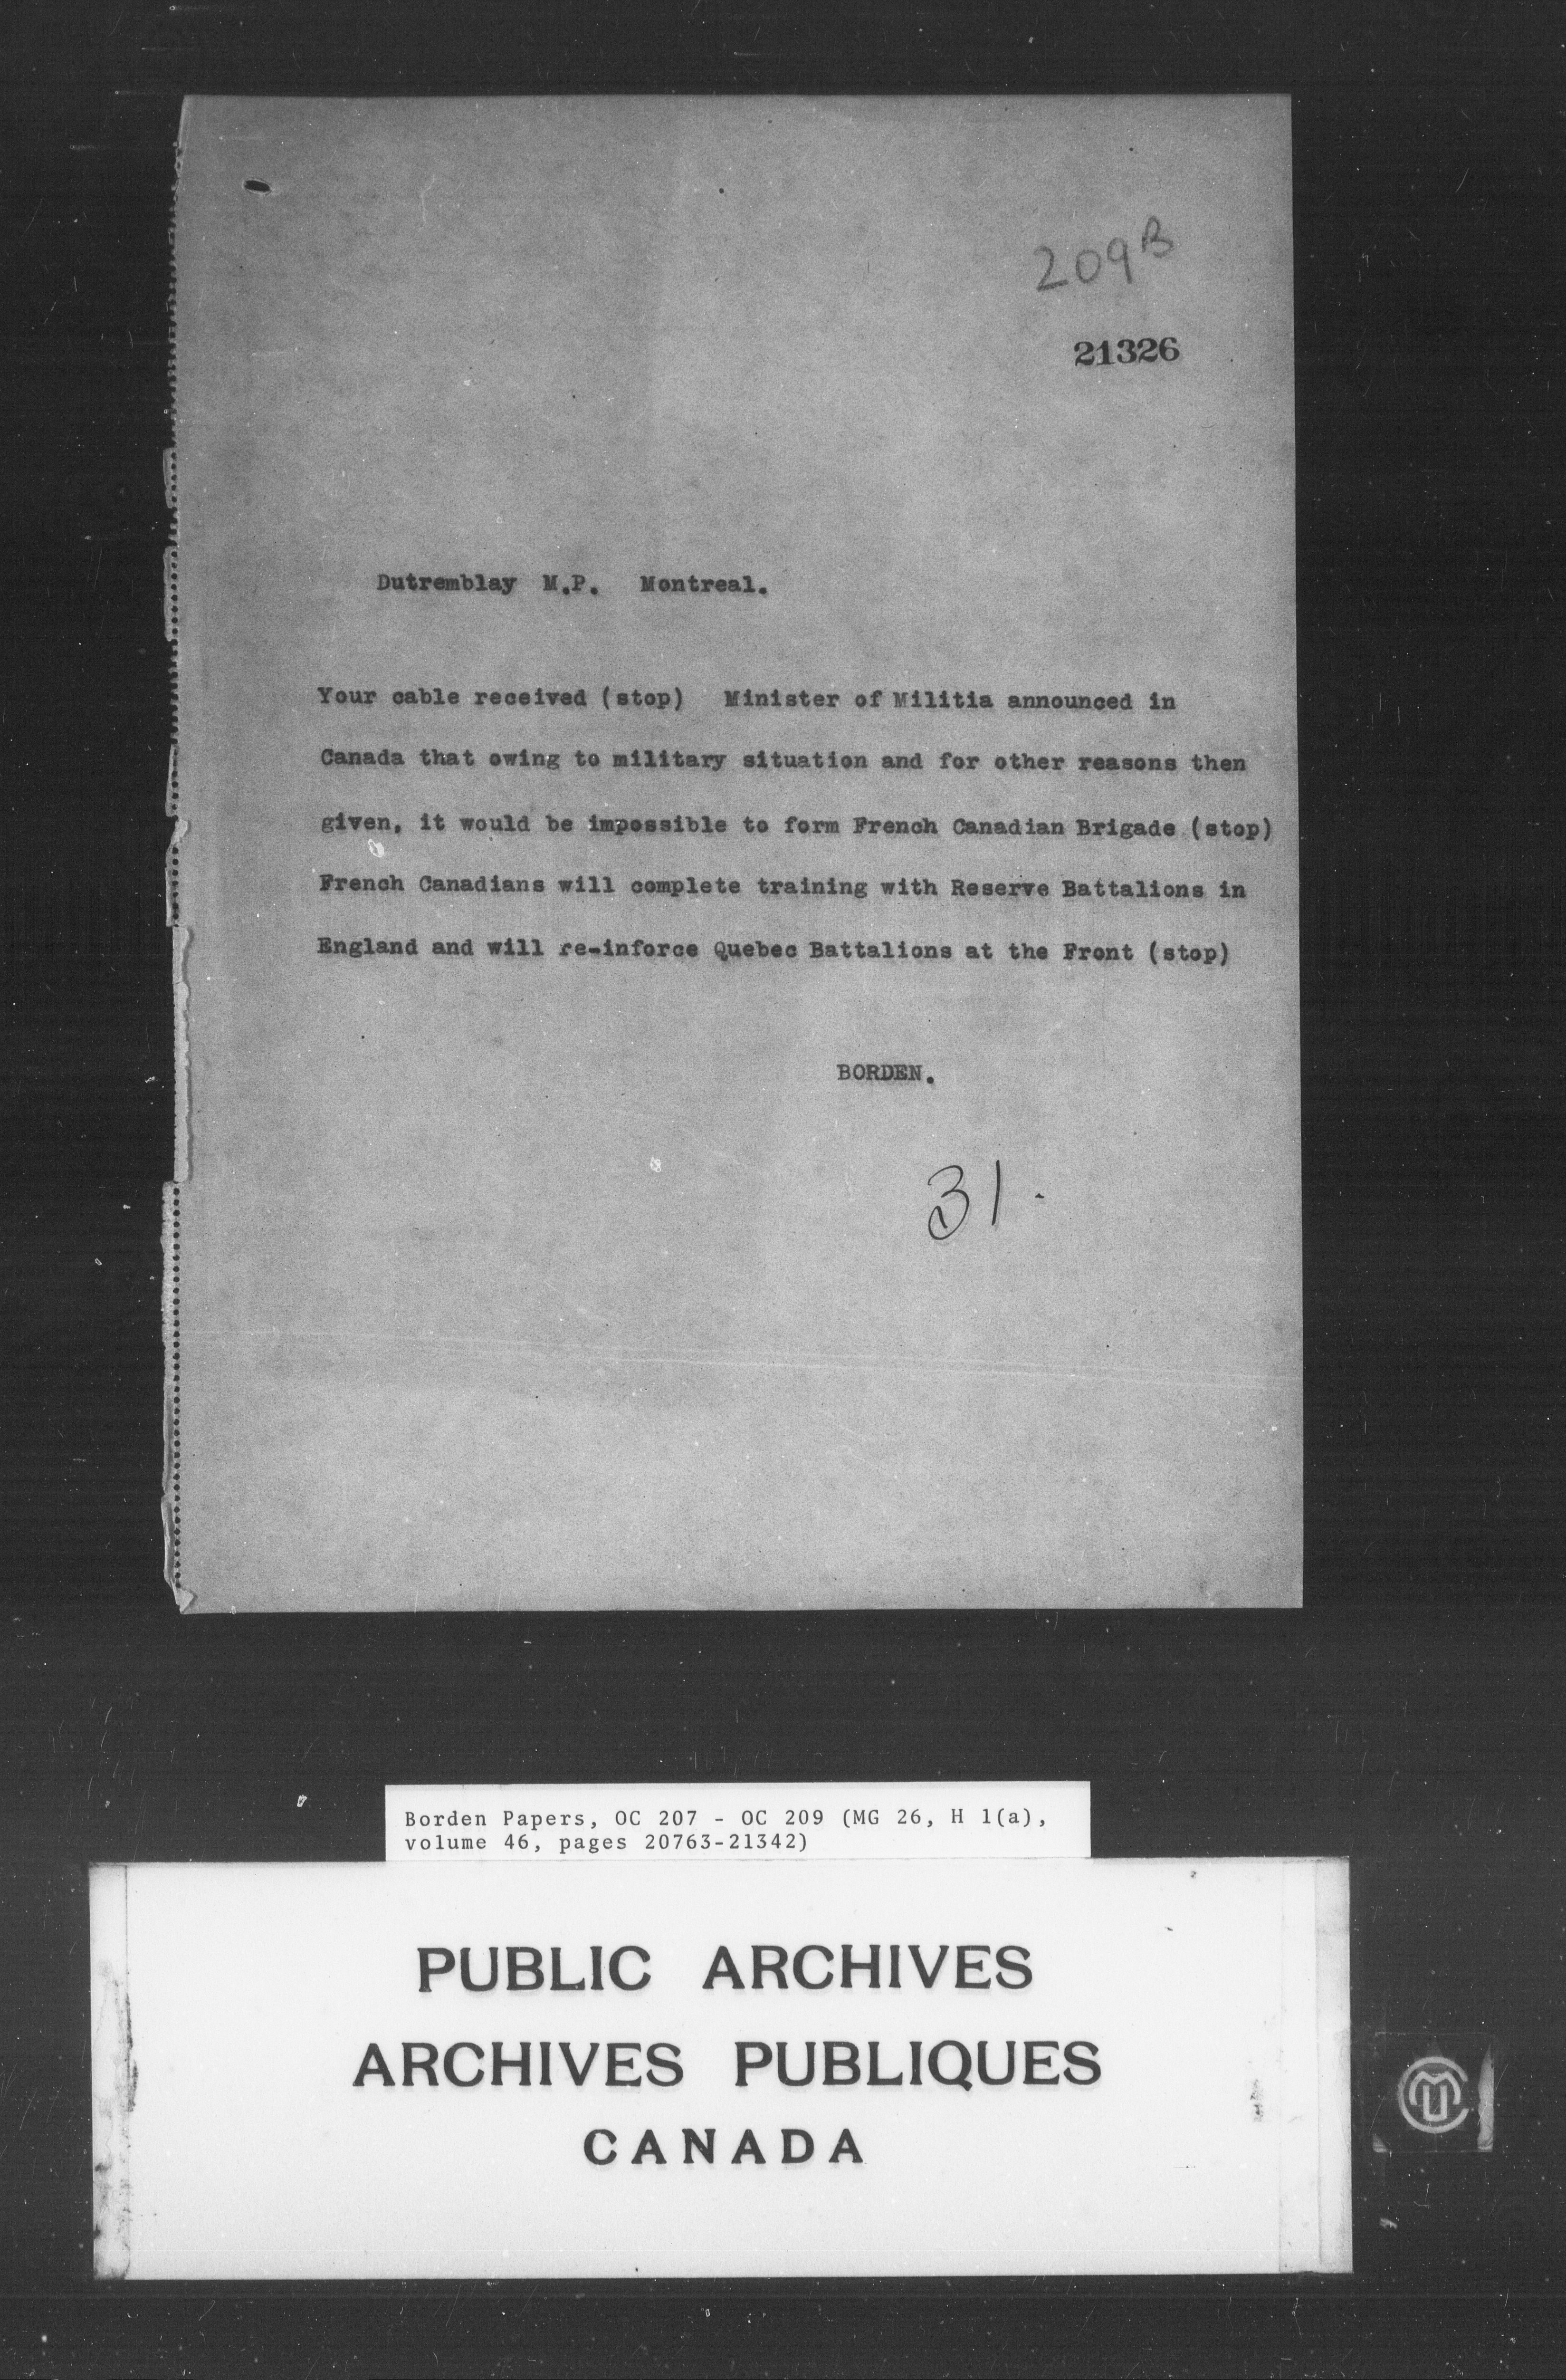 209B
21326
Dutremblay M.P. Montreal.
Your cable received (stop) Minister of Militia announced in
Canada that owing to military situation and for other reasons then
given, it would be impossible to form French Canadian Brigade (stop)
French Canadians will complete training with Reserve Battalions in
England and will re-inforce Quebec Battalions at the Front (stop)
BORDEN.
31.
Borden Papers, OC 207 - OC 209 (MG 26, H 1(a),
volume 46, pages 20763-21342)
PUBLIC ARCHIVES
ARCHIVES PUBLIQUES
CANADA